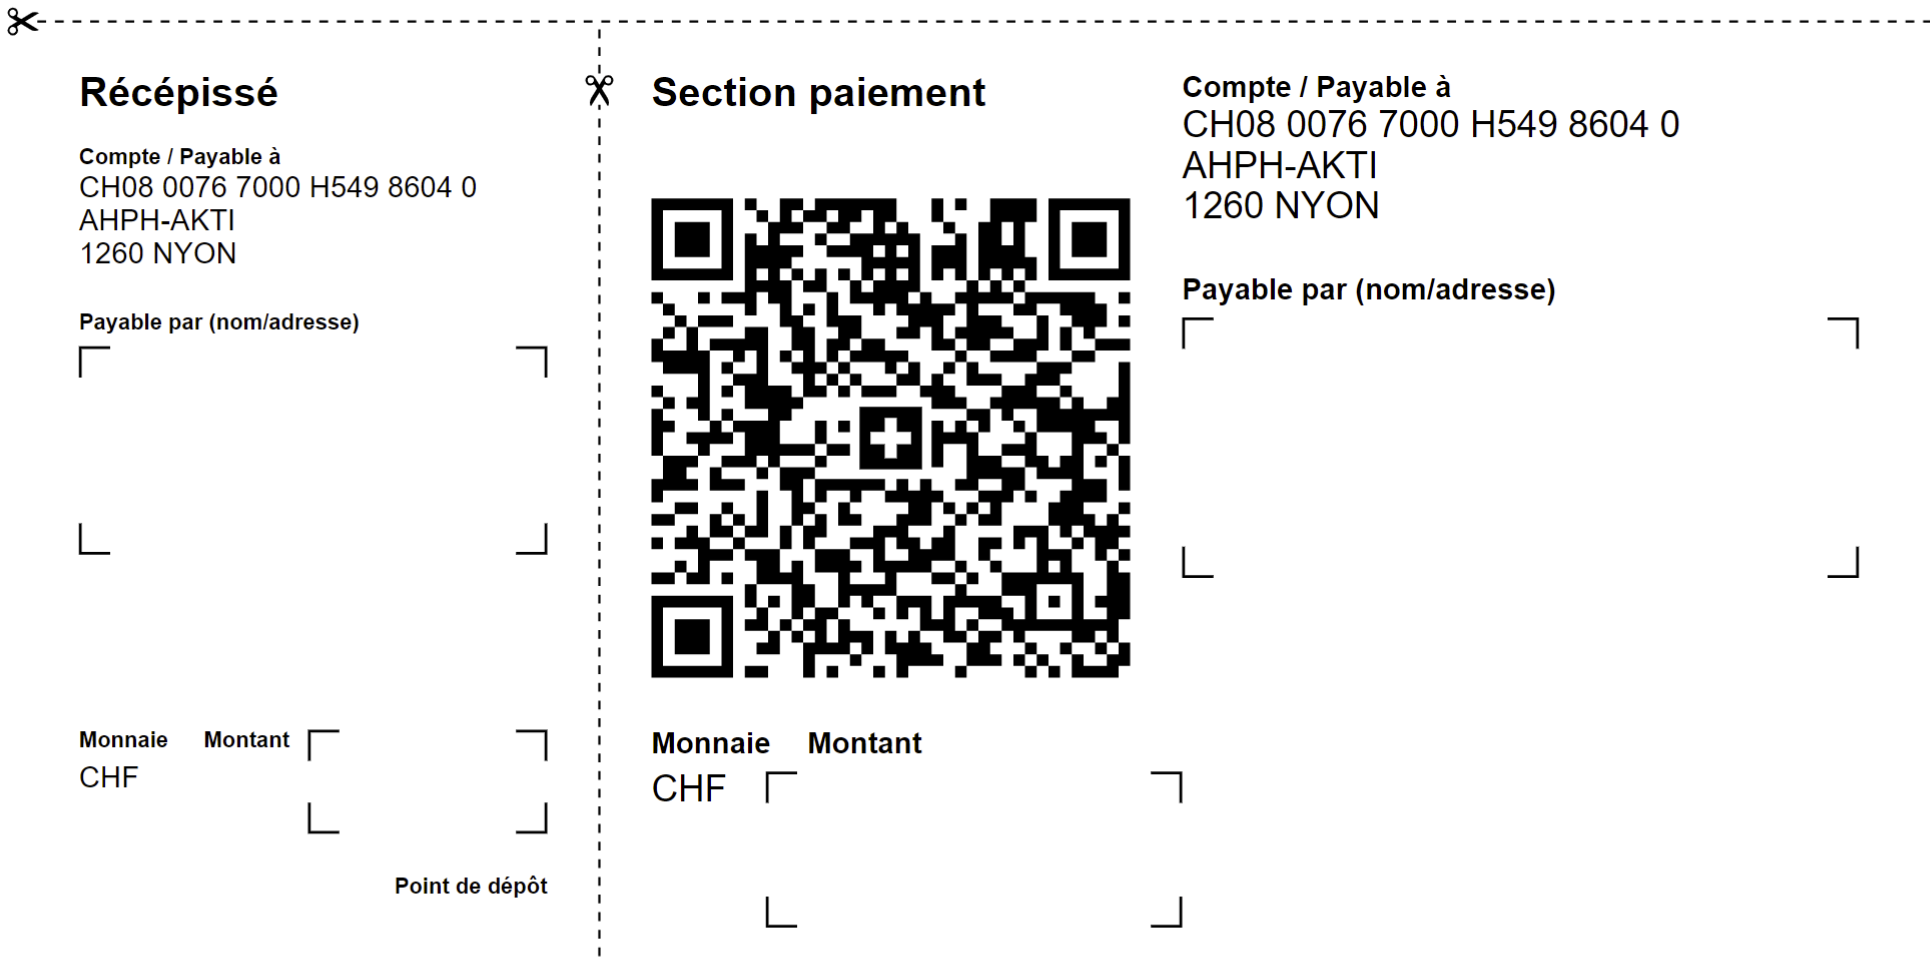 Récépissé
Compte / Payable à
CH08 0076 7000 H549 8604 0
AHPH-AKTI
1260 NYON
Payable par (nom/adresse)
Monnaie Montant
CHF
Point de dépôt
Section paiement
Monnaie Montant
CHF
Compte / Payable à
CH08 0076 7000 H549 8604 0
AHPH-AKTI
1260 NYON
Payable par (nom/adresse)